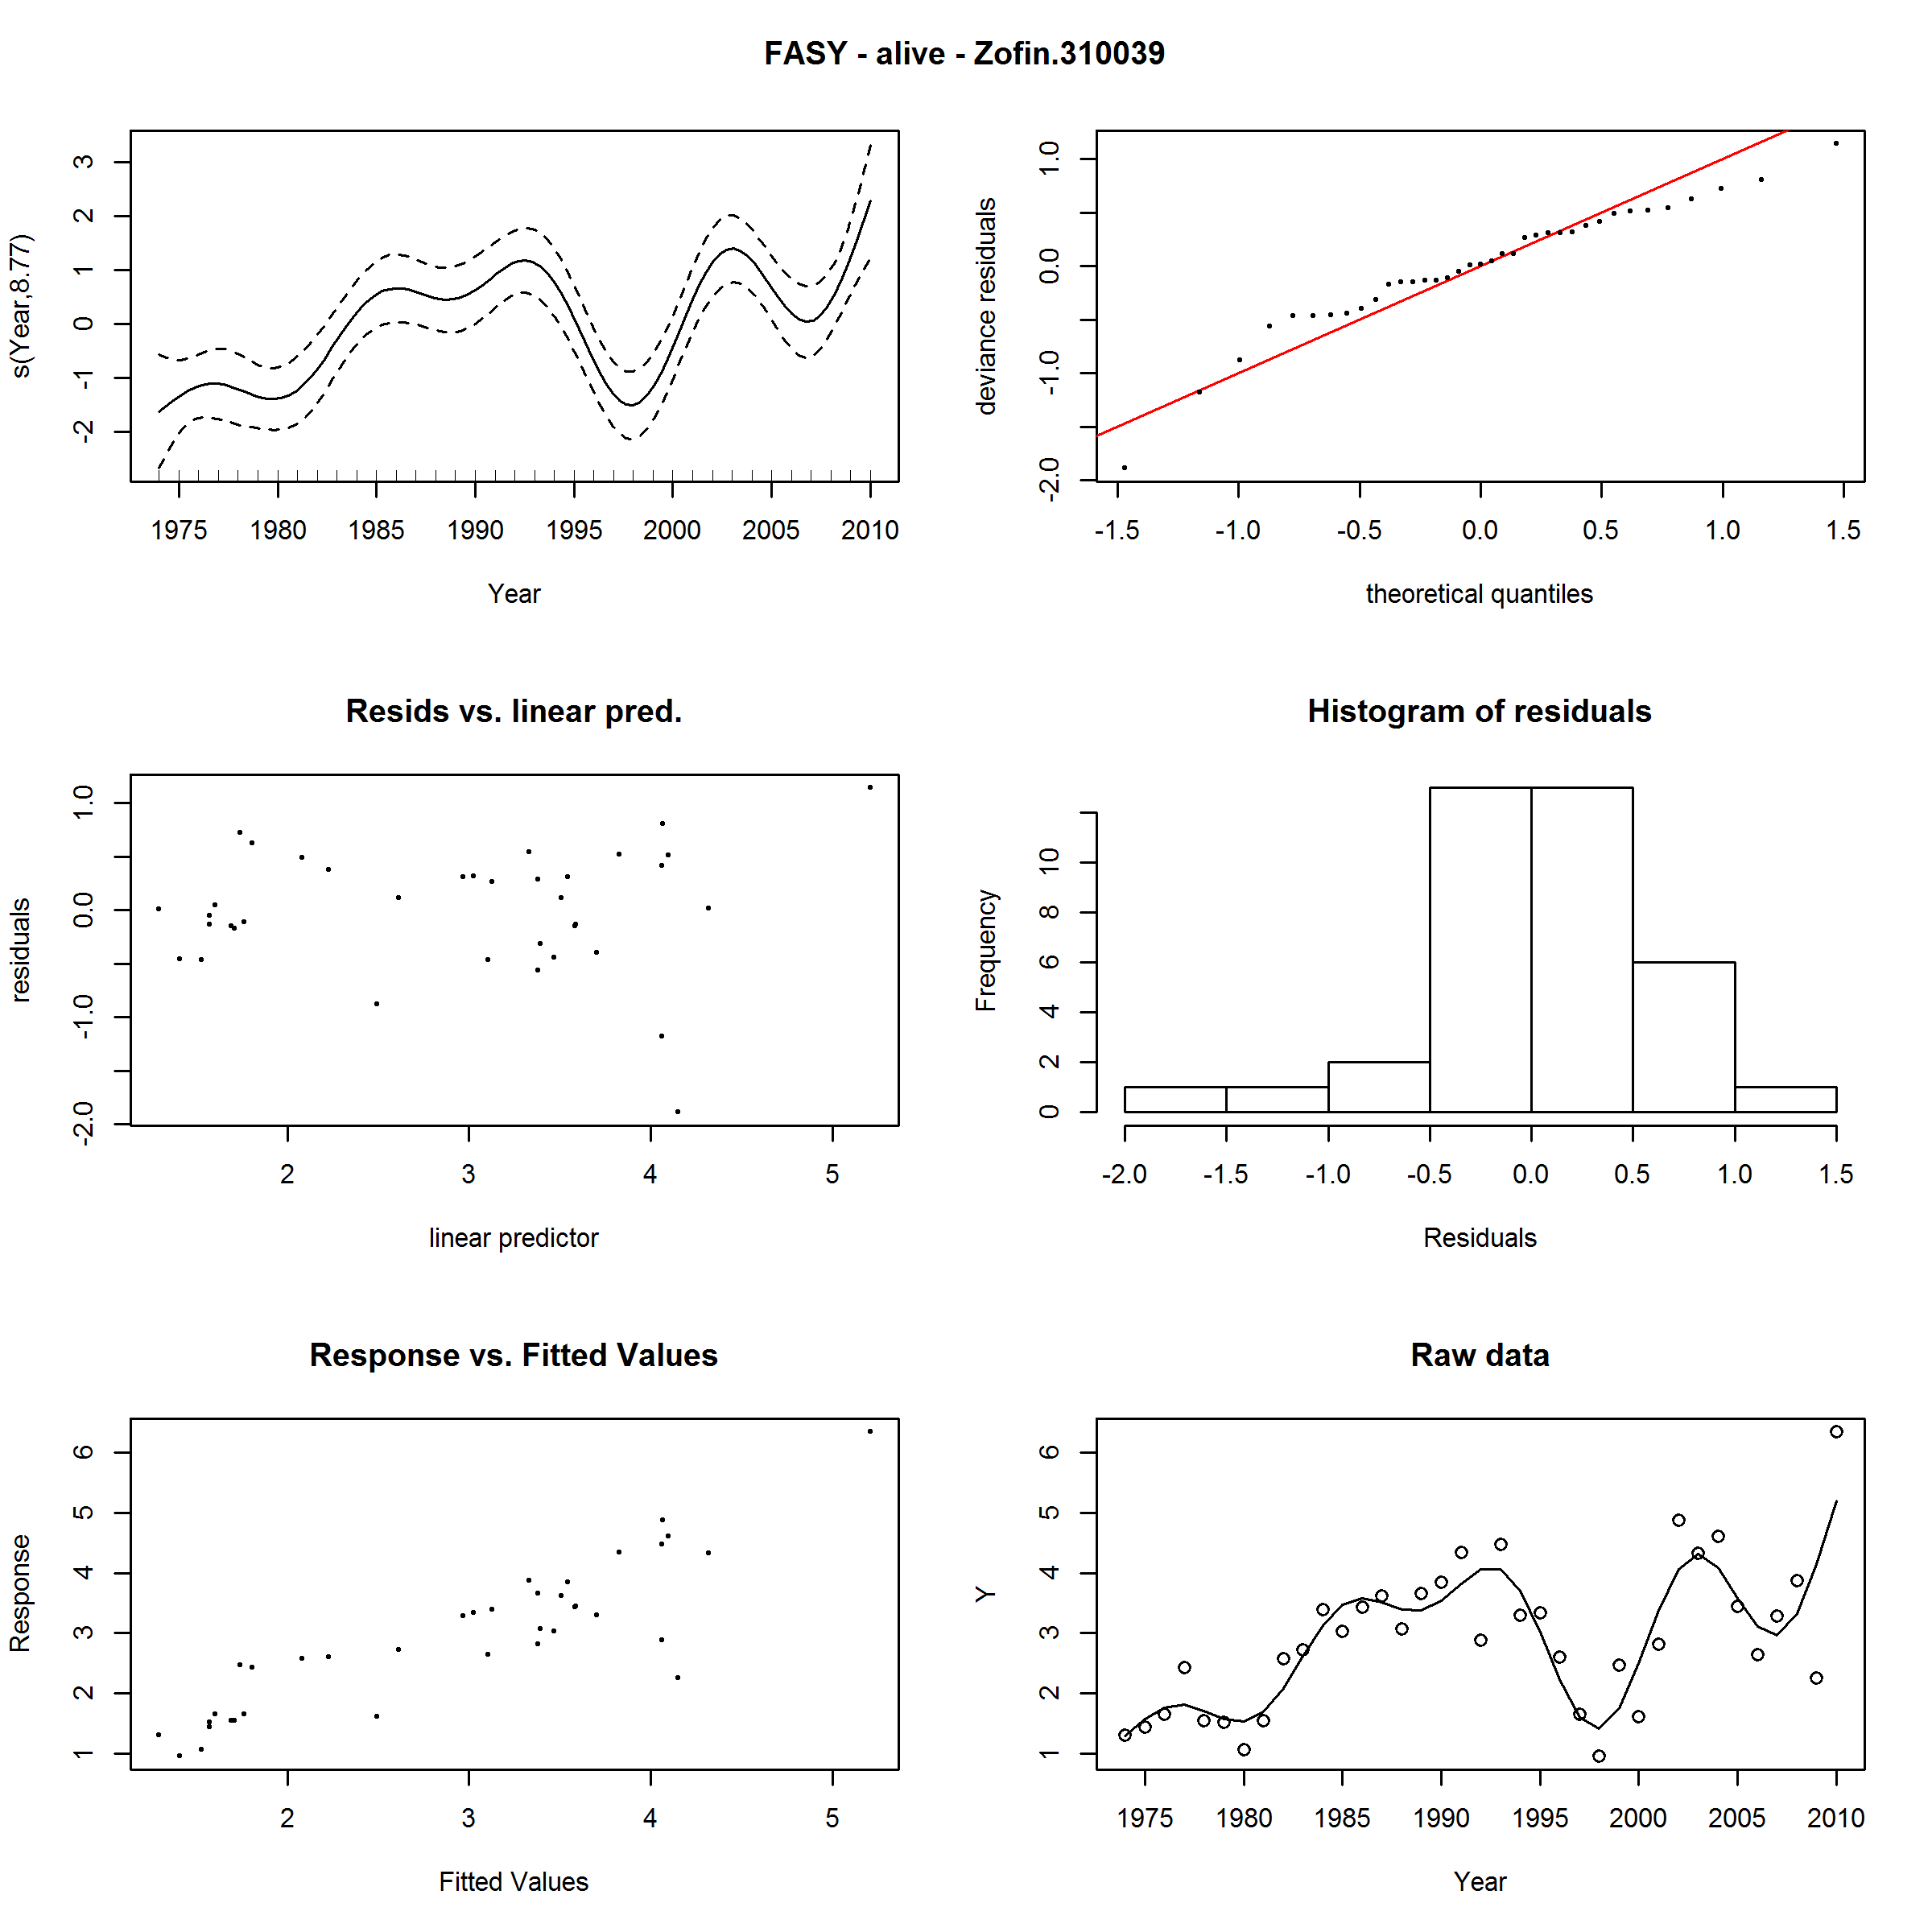 FASY - alive - Zofin.310039
s(Year,8.77)
3
2
1
0
-1
-2
1975 1980 1985 1990 1995 2000 2005 2010
Year
deviance residuals
1.0
0.0
-1.0
-2.0
-1.5 -1.0 -0.5 0.0 0.5 1.0 1.5
theoretical quantiles
Resids vs. linear pred.
residuals
1.0
0.0
-1.0
-2.0
2 3 4 5
linear predictor
Histogram of residuals
Frequency
10
8
6
4
2
0
-2.0 -1.5 -1.0 -0.5 0.0 0.5 1.0 1.5
Residuals
Response vs. Fitted Values
Response
6
5
4
3
2
1
2 3 4 5
Fitted Values
Raw data
Y
6
5
4
3
2
1
1975 1980 1985 1990 1995 2000 2005 2010
Year